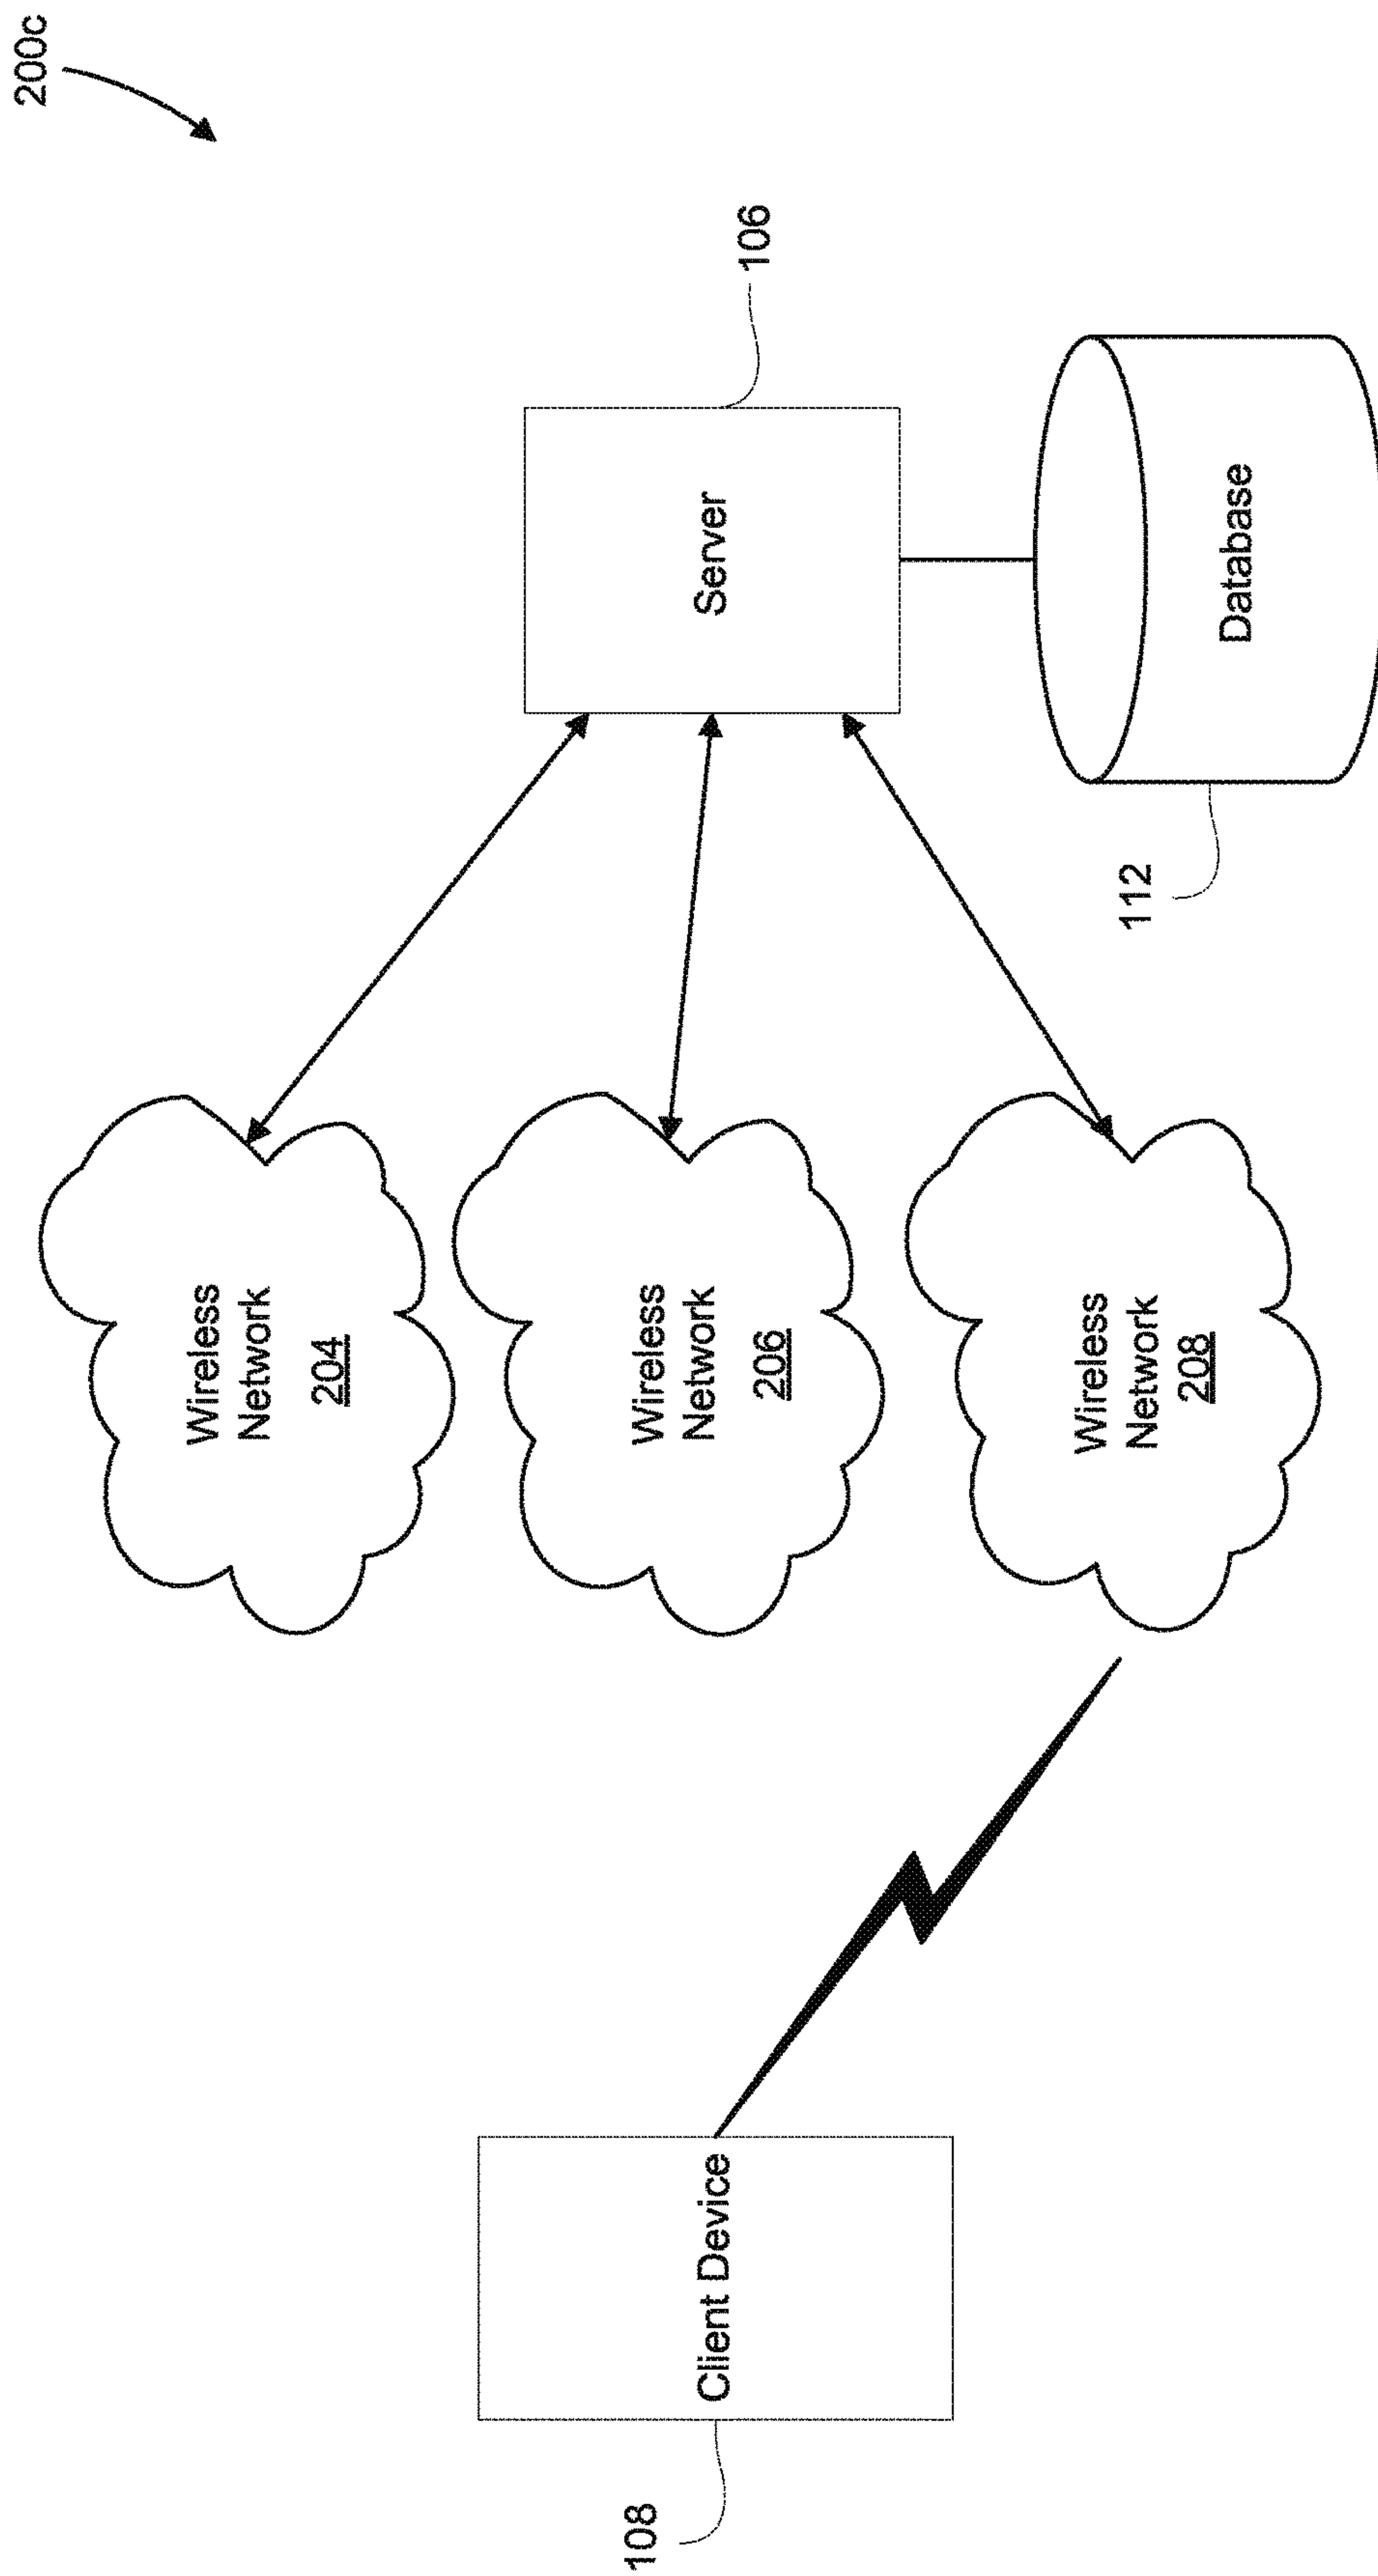 200c
Wireless
Network
204
Wireless
Network
206
Wireless
Network
208
Server
106
Database
112
Client Device
108